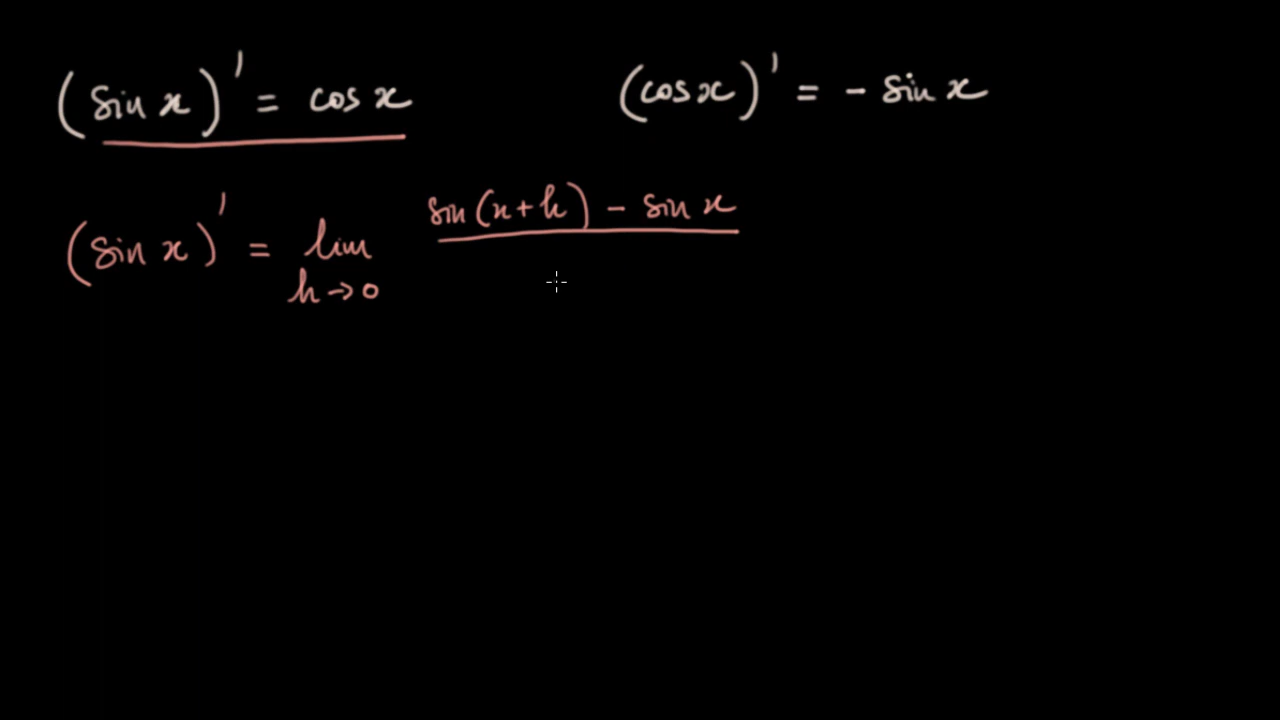 (sin x)' = cos x
(cos x)' = - sin x
(sin x)' = lim h→0 sin(x+h) - sin x